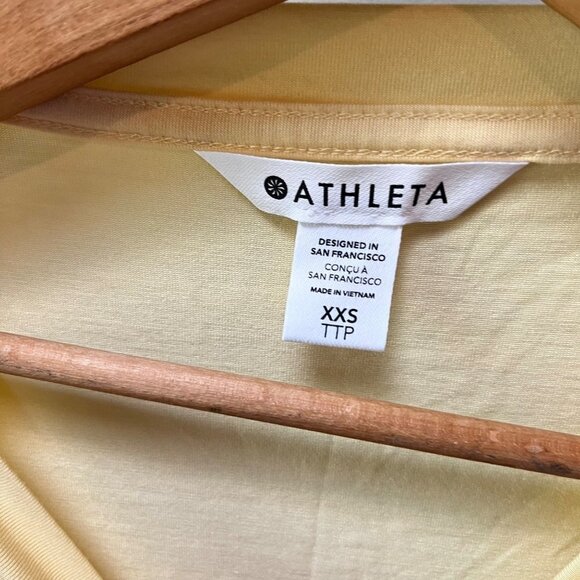 ATHLETA
DESIGNED IN
SAN FRANCISCO
CONÇU À
SAN FRANCISCO
MADE IN VIETNAM
XXS
TTP